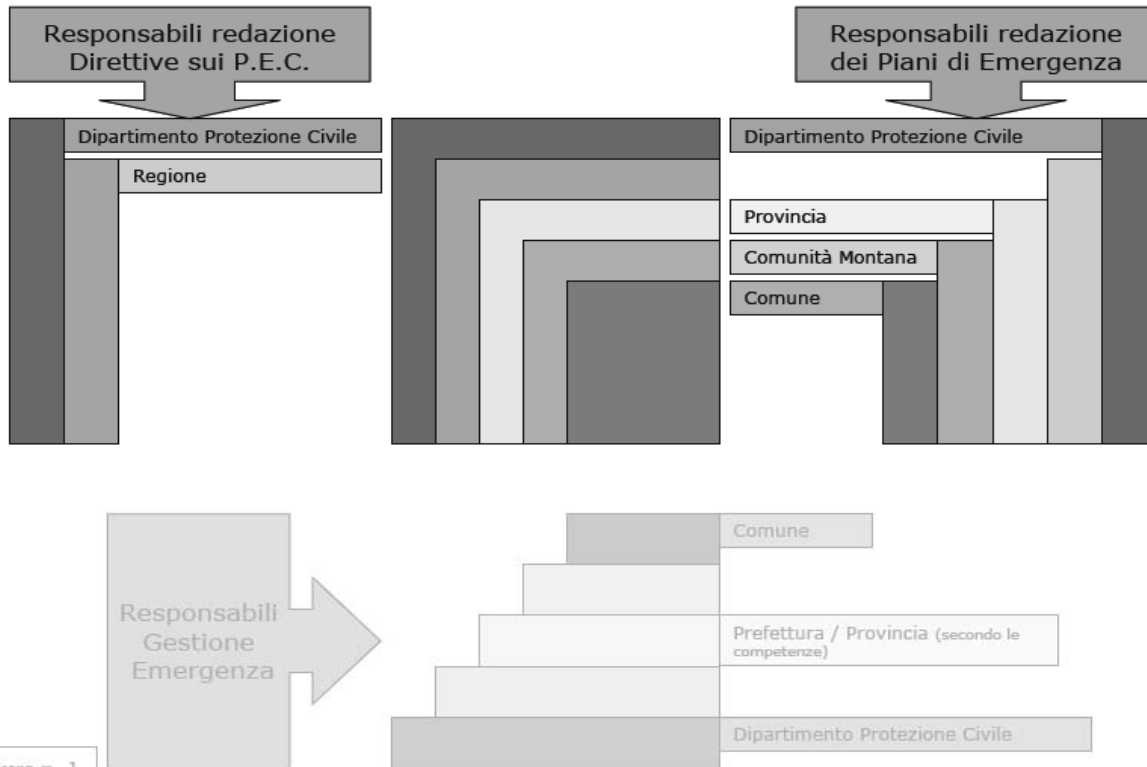 Responsabili redazione
Direttive sui P.E.C.
Responsabili redazione
dei Piani di Emergenza
Dipartimento Protezione Civile
Regione
Dipartimento Protezione Civile
Provincia
Comunità Montana
Comune
Responsabili
Gestione
Emergenza
Comune
Prefettura / Provincia (secondo le
competenze)
Dipartimento Protezione Civile
n. 1